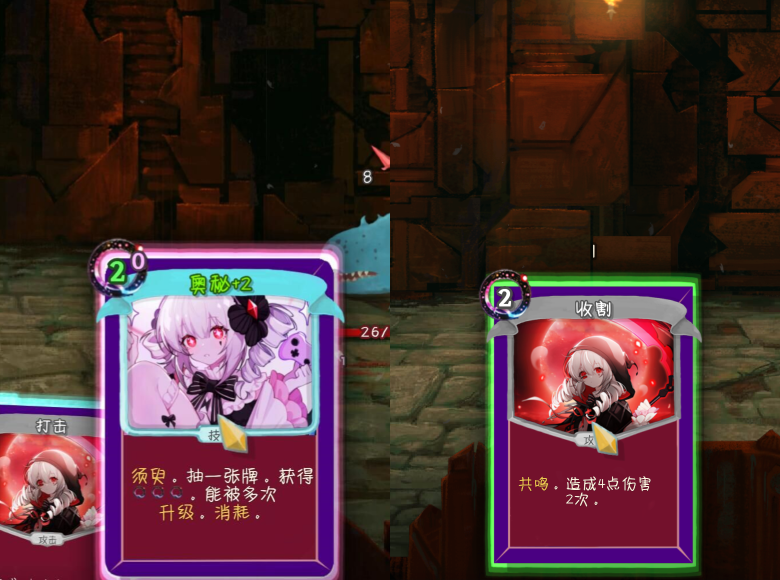 8
2
0
奥秘+2
26/
技
须臾。抽一张牌。获得
。能被多次
升级。消耗。
打击
攻击
2
收割
攻
共鸣。造成4点伤害
2次。